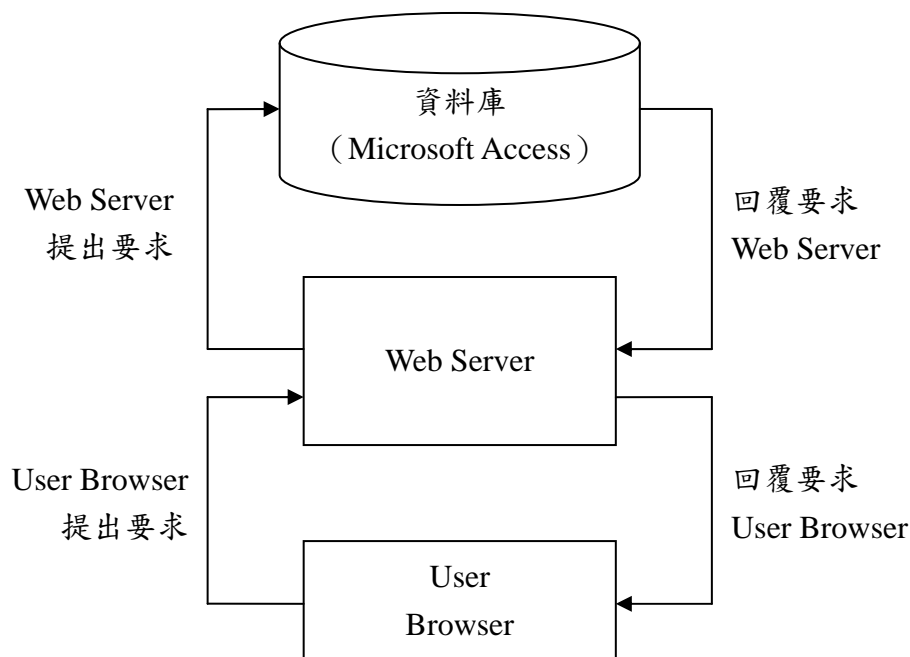 資料庫
（Microsoft Access）
Web Server
提出要求
回覆要求
Web Server
Web Server
User Browser
提出要求
回覆要求
User Browser
User
Browser